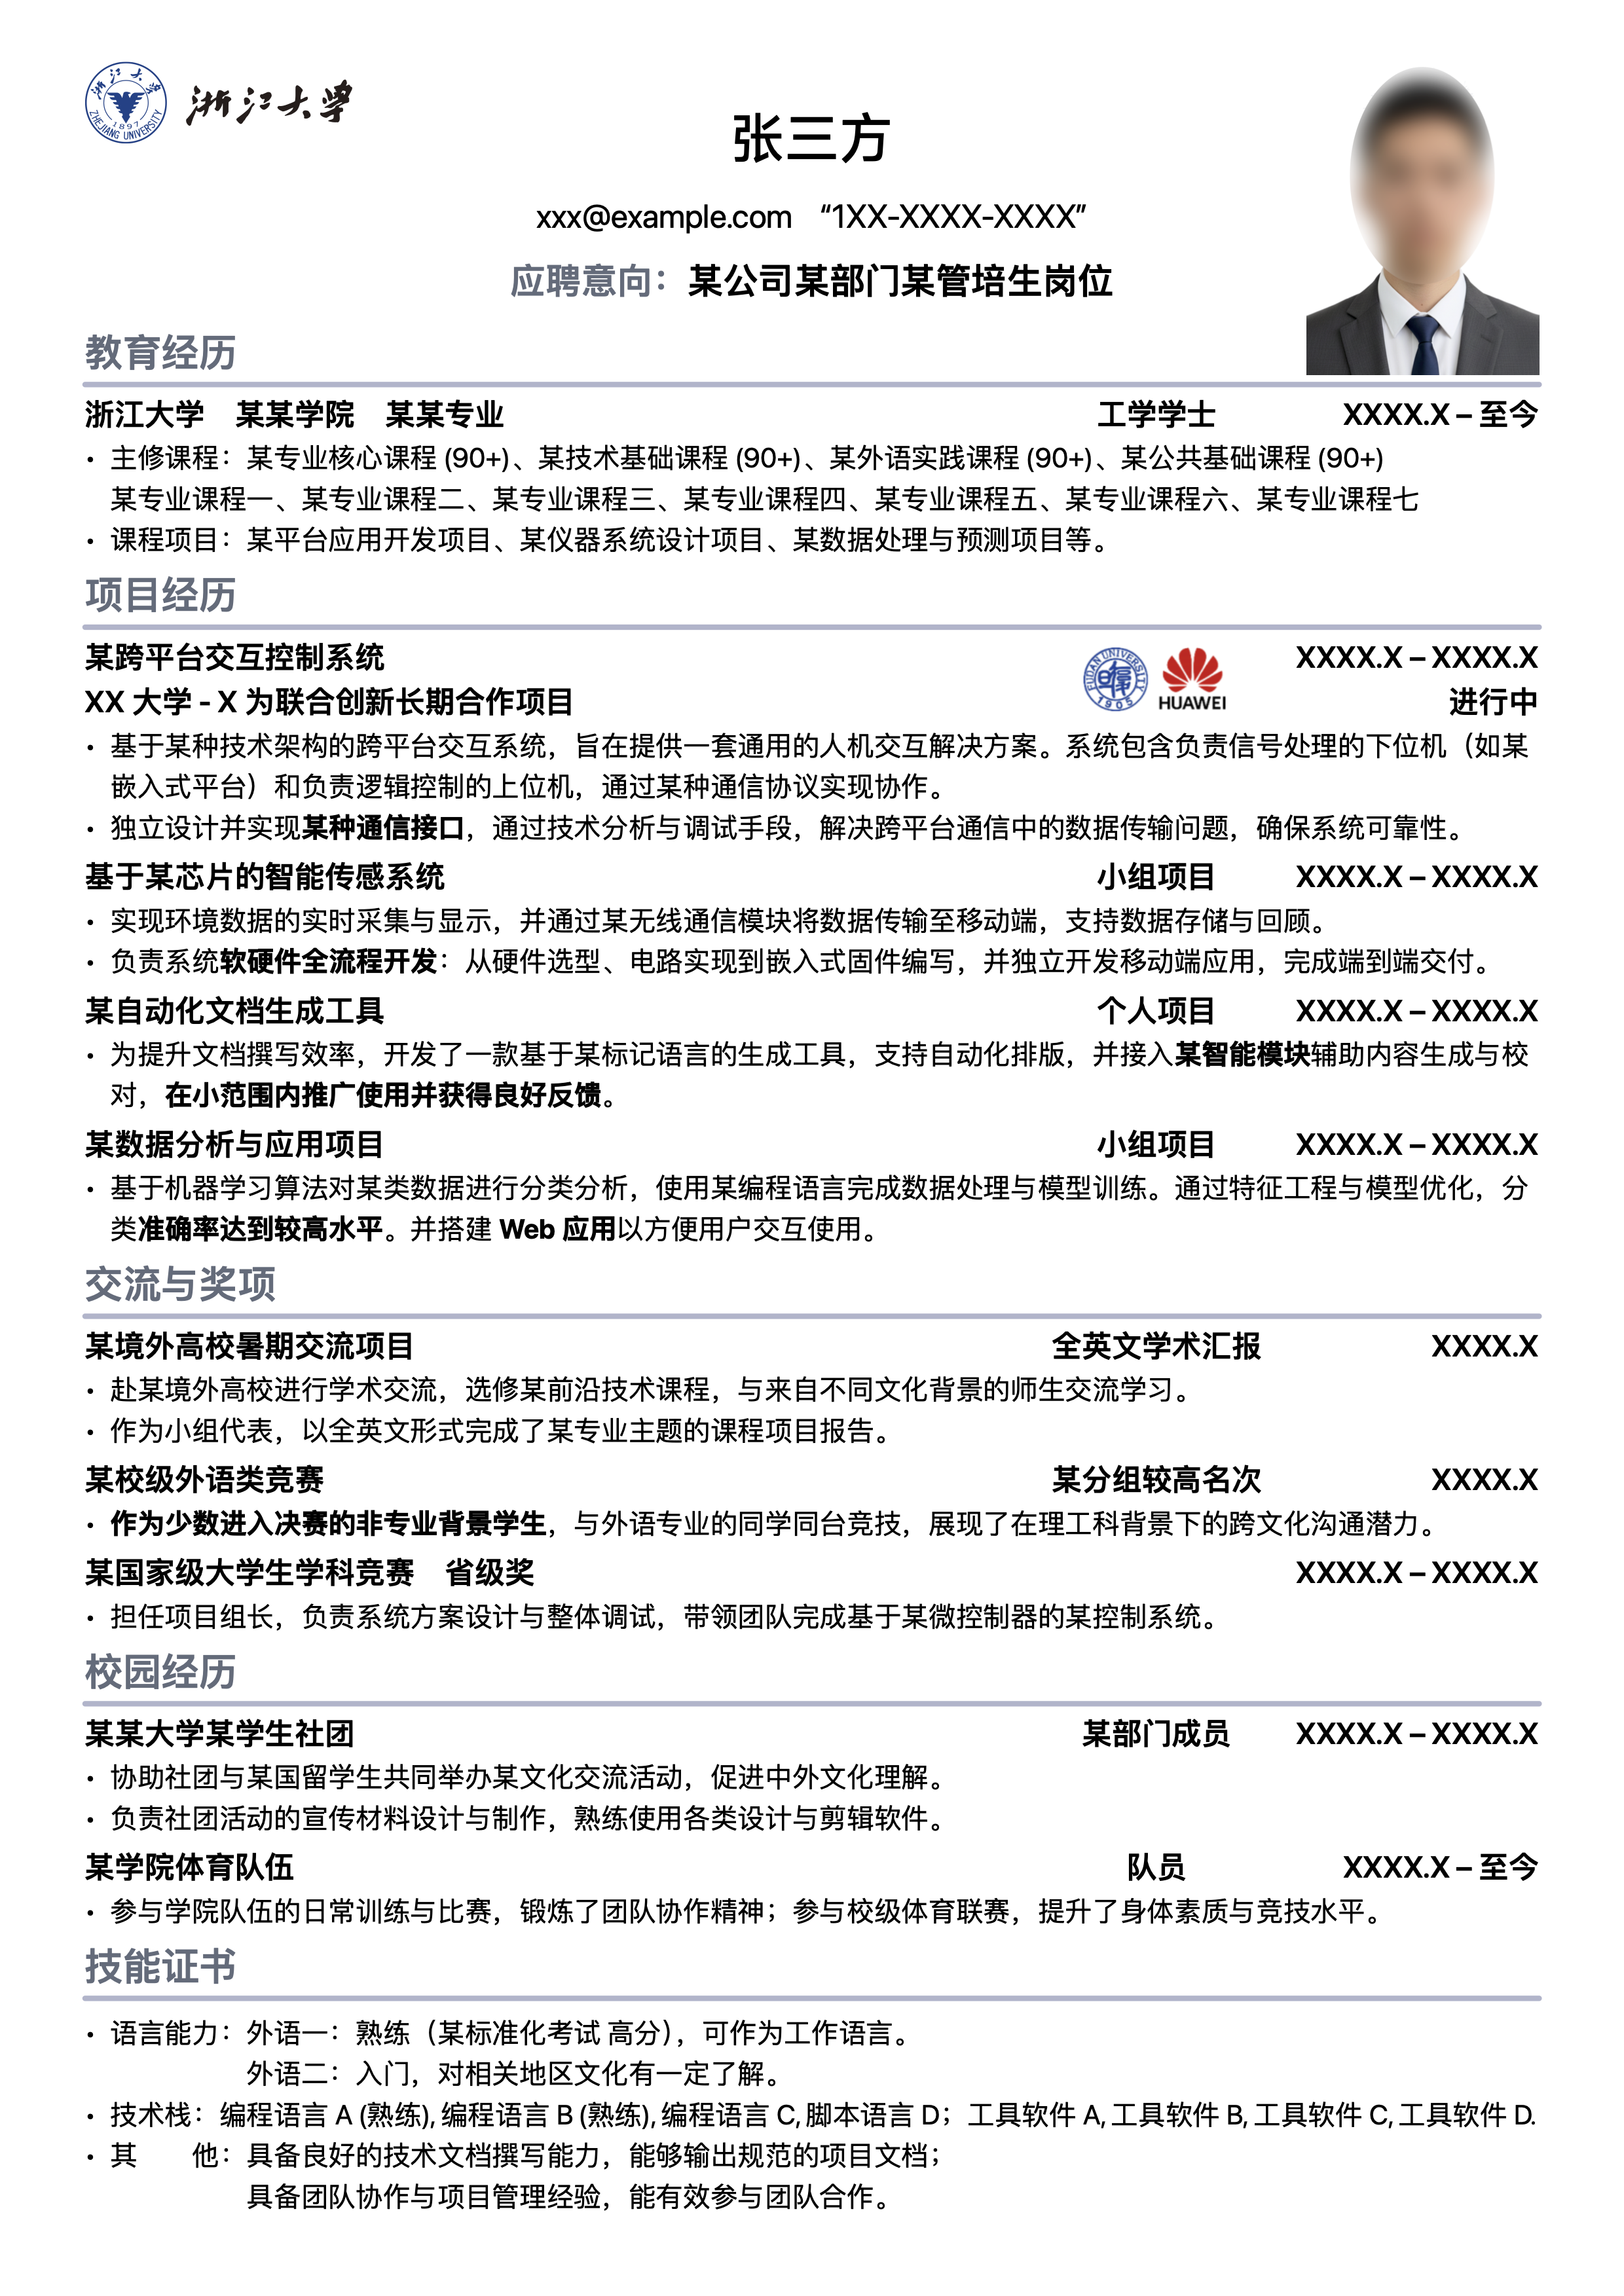 浙江大学
ZHEJIANG UNIVERSITY
1897
浙江大学
张三方
xxx@example.com “1XX-XXXX-XXXX”
应聘意向：某公司某部门某管培生岗位
教育经历
浙江大学 某某学院 某某专业 工学学士 XXXX.X – 至今
• 主修课程：某专业核心课程 (90+)、某技术基础课程 (90+)、某外语实践课程 (90+)、某公共基础课程 (90+)
某专业课程一、某专业课程二、某专业课程三、某专业课程四、某专业课程五、某专业课程六、某专业课程七
• 课程项目：某平台应用开发项目、某仪器系统设计项目、某数据处理与预测项目等。
项目经历
某跨平台交互控制系统 XXXX.X – XXXX.X
FUDAN UNIVERSITY
1905
HUAWEI
XX 大学 - X 为联合创新长期合作项目 进行中
• 基于某种技术架构的跨平台交互系统，旨在提供一套通用的人机交互解决方案。系统包含负责信号处理的下位机（如某
嵌入式平台）和负责逻辑控制的上位机，通过某种通信协议实现协作。
• 独立设计并实现某种通信接口，通过技术分析与调试手段，解决跨平台通信中的数据传输问题，确保系统可靠性。
基于某芯片的智能传感系统 小组项目 XXXX.X – XXXX.X
• 实现环境数据的实时采集与显示，并通过某无线通信模块将数据传输至移动端，支持数据存储与回顾。
• 负责系统软硬件全流程开发：从硬件选型、电路实现到嵌入式固件编写，并独立开发移动端应用，完成端到端交付。
某自动化文档生成工具 个人项目 XXXX.X – XXXX.X
• 为提升文档撰写效率，开发了一款基于某标记语言的生成工具，支持自动化排版，并接入某智能模块辅助内容生成与校
对，在小范围内推广使用并获得良好反馈。
某数据分析与应用项目 小组项目 XXXX.X – XXXX.X
• 基于机器学习算法对某类数据进行分类分析，使用某编程语言完成数据处理与模型训练。通过特征工程与模型优化，分
类准确率达到较高水平。并搭建 Web 应用以方便用户交互使用。
交流与奖项
某境外高校暑期交流项目 全英文学术汇报 XXXX.X
• 赴某境外高校进行学术交流，选修某前沿技术课程，与来自不同文化背景的师生交流学习。
• 作为小组代表，以全英文形式完成了某专业主题的课程项目报告。
某校级外语类竞赛 某分组较高名次 XXXX.X
• 作为少数进入决赛的非专业背景学生，与外语专业的同学同台竞技，展现了在理工科背景下的跨文化沟通潜力。
某国家级大学生学科竞赛 省级奖 XXXX.X – XXXX.X
• 担任项目组长，负责系统方案设计与整体调试，带领团队完成基于某微控制器的某控制系统。
校园经历
某某大学某学生社团 某部门成员 XXXX.X – XXXX.X
• 协助社团与某国留学生共同举办某文化交流活动，促进中外文化理解。
• 负责社团活动的宣传材料设计与制作，熟练使用各类设计与剪辑软件。
某学院体育队伍 队员 XXXX.X – 至今
• 参与学院队伍的日常训练与比赛，锻炼了团队协作精神；参与校级体育联赛，提升了身体素质与竞技水平。
技能证书
• 语言能力：外语一：熟练（某标准化考试 高分），可作为工作语言。
外语二：入门，对相关地区文化有一定了解。
• 技术栈：编程语言 A (熟练), 编程语言 B (熟练), 编程语言 C, 脚本语言 D；工具软件 A, 工具软件 B, 工具软件 C, 工具软件 D.
• 其 他：具备良好的技术文档撰写能力，能够输出规范的项目文档；
具备团队协作与项目管理经验，能有效参与团队合作。